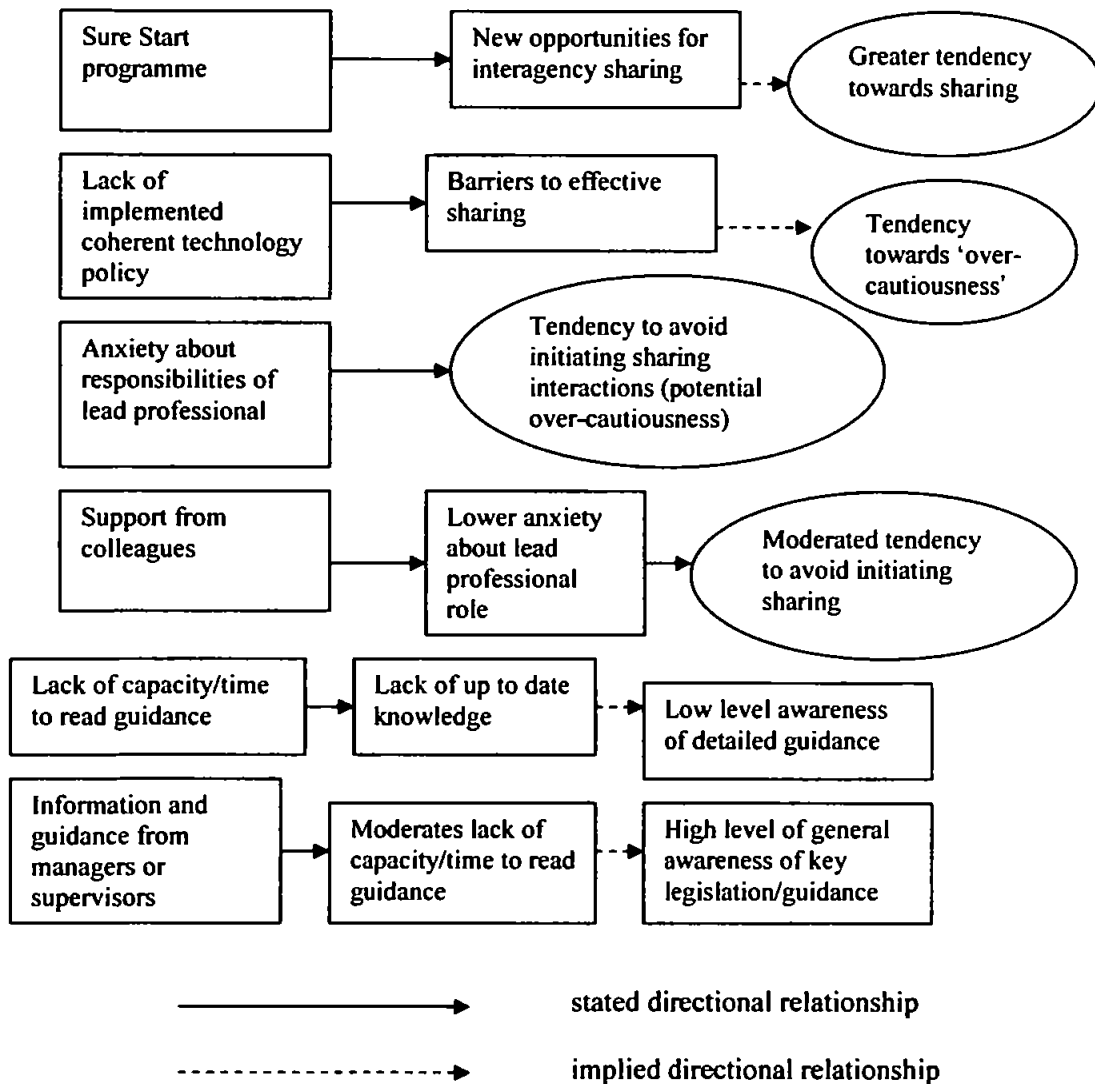 Sure Start
programme
New opportunities for
interagency sharing
Greater tendency
towards sharing
Lack of
implemented
coherent technology
policy
Barriers to effective
sharing
Tendency
towards ‘over-
cautiousness’
Anxiety about
responsibilities of
lead professional
Tendency to avoid
initiating sharing
interactions (potential
over-cautiousness)
Support from
colleagues
Lower anxiety
about lead
professional
role
Moderated tendency
to avoid initiating
sharing
Lack of capacity/time
to read guidance
Lack of up to date
knowledge
Low level awareness
of detailed guidance
Information and
guidance from
managers or
supervisors
Moderates lack of
capacity/time to read
guidance
High level of general
awareness of key
legislation/guidance
stated directional relationship
implied directional relationship